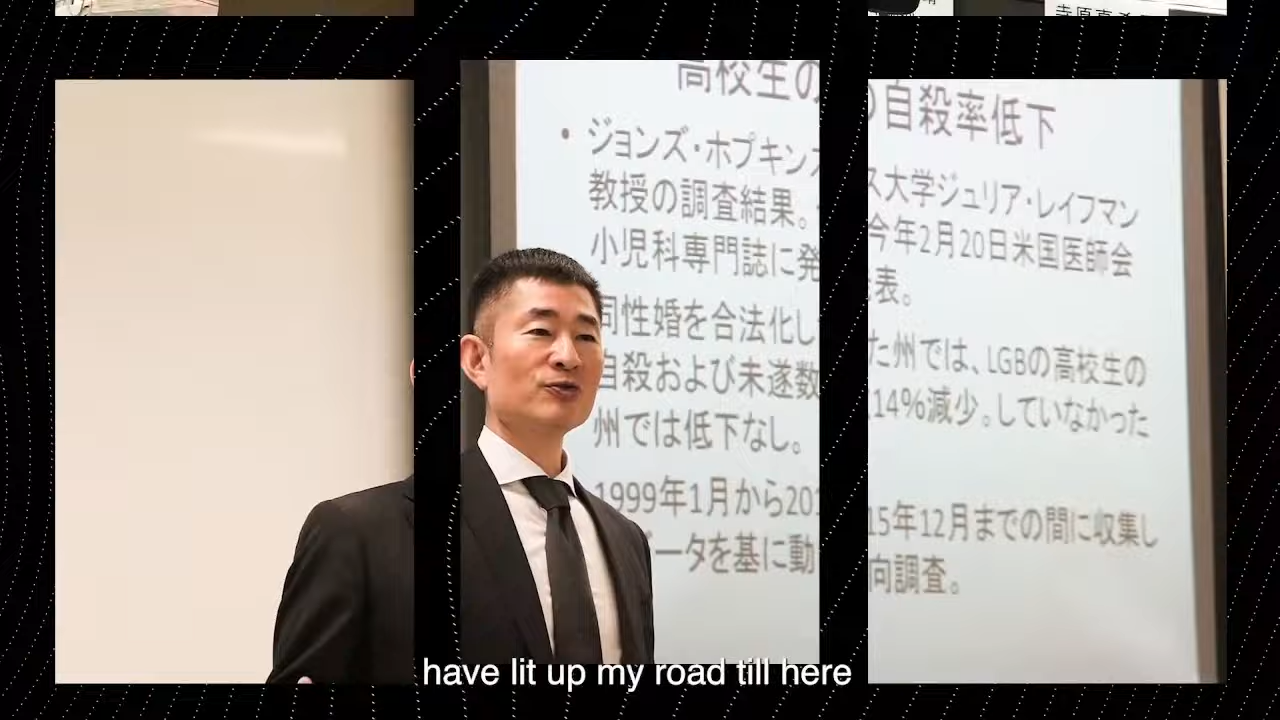 高校生の自殺率低下
• ジョンズ・ホプキンス大学ジュリア・レイフマン
教授の調査結果。今年2月20日米国医師会
小児科専門誌に発表。
同性婚を合法化した州では、LGBの高校生の
自殺および未遂数14%減少。していなかった
州では低下なし。
1999年1月から2015年12月までの間に収集し
ータを基に動向調査。
have lit up my road till here